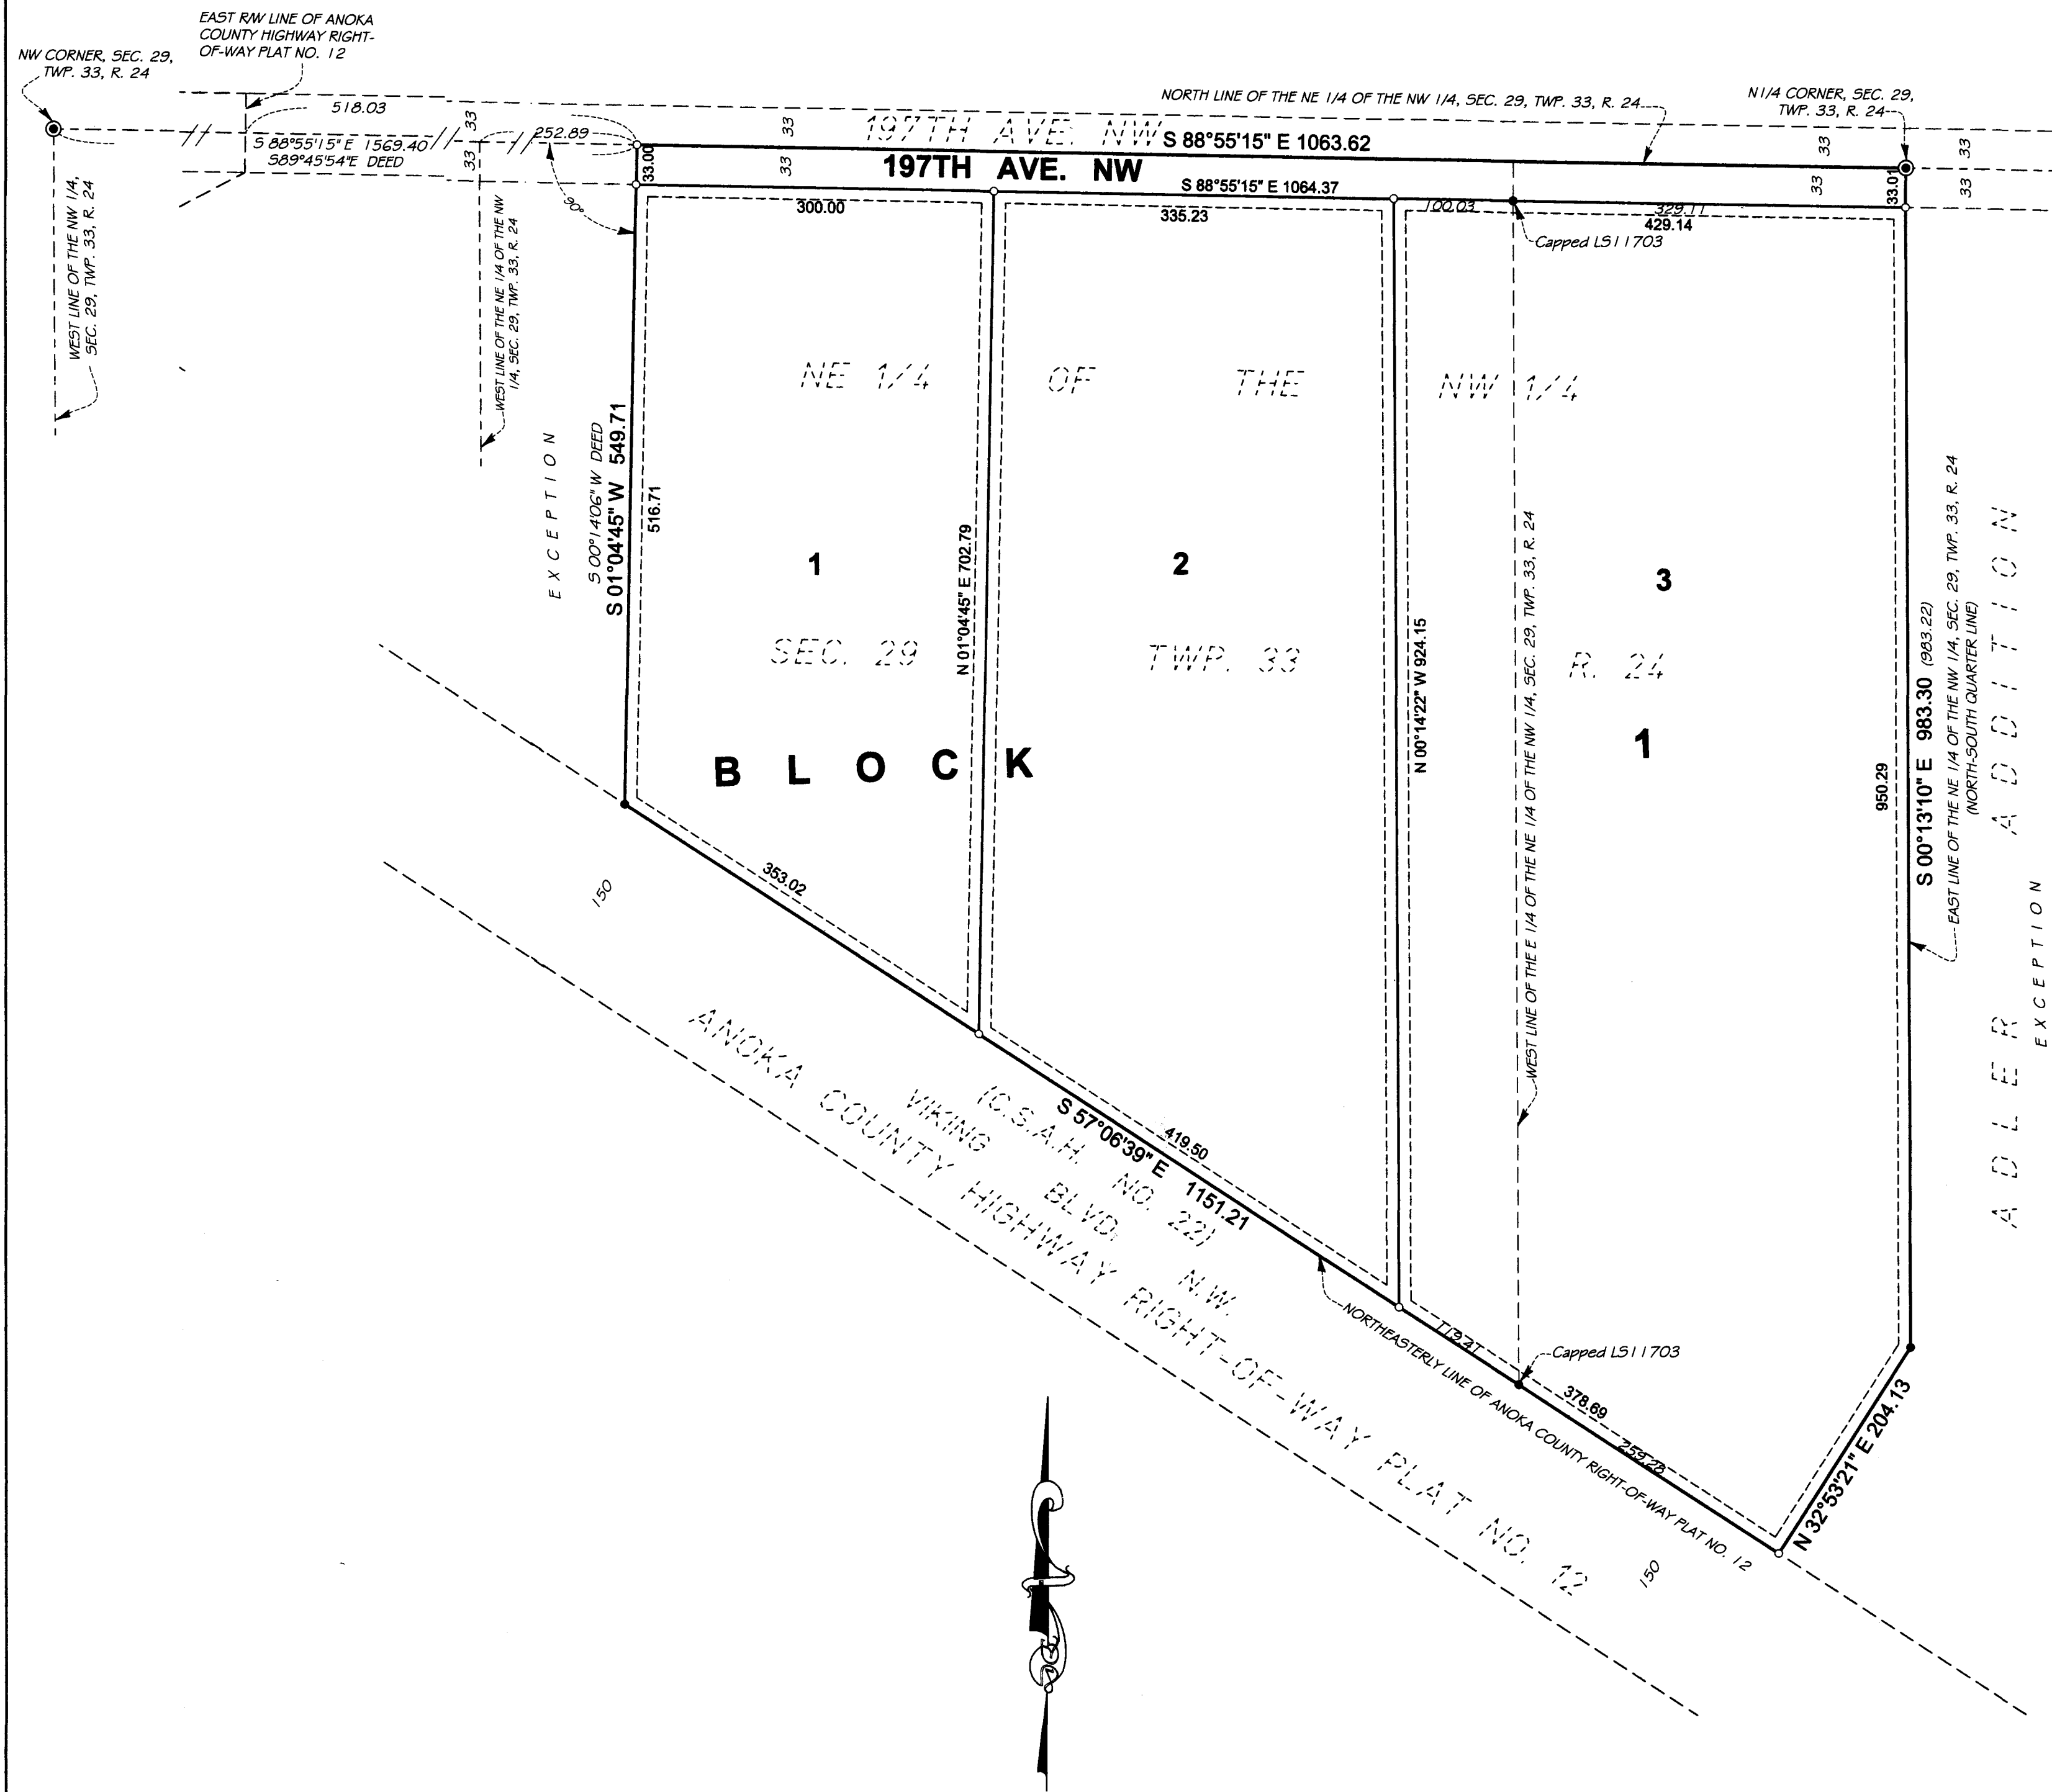 EAST R/W LINE OF ANOKA
COUNTY HIGHWAY RIGHT-
OF-WAY PLAT NO. 12
NW CORNER, SEC. 29,
TWP. 33, R. 24
518.03
S 88°55'15" E 1569.40
S89°45'54"E DEED
33
33
252.89
33
33
197TH AVE. NW
S 88°55'15" E 1063.62
NORTH LINE OF THE NE 1/4 OF THE NW 1/4, SEC. 29, TWP. 33, R. 24
N1/4 CORNER, SEC. 29,
TWP. 33, R. 24
33
33
33
33
33.00
33.01
197TH AVE. NW
S 88°55'15" E 1064.37
90°
300.00
335.23
100.03
329.11
429.14
Capped LS11703
WEST LINE OF THE NW 1/4,
SEC. 29, TWP. 33, R. 24
WEST LINE OF THE NE 1/4 OF THE NW
1/4, SEC. 29, TWP. 33, R. 24
EXCEPTION
S 00°14'06" W DEED
S 01°04'45" W 549.71
516.71
NE 1/4 OF THE NW 1/4
N 01°04'45" E 702.79
1
2
3
SEC. 29 TWP. 33 R. 24
N 00°14'22" W 924.15
WEST LINE OF THE E 1/4 OF THE NE 1/4 OF THE NW 1/4, SEC. 29, TWP. 33, R. 24
BLOCK 1
950.29
S 00°13'10" E 983.30 (983.22)
EAST LINE OF THE NE 1/4 OF THE NW 1/4, SEC. 29, TWP. 33, R. 24
(NORTH-SOUTH QUARTER LINE)
ADLER ADDITION
EXCEPTION
353.02
150
419.50
S 57°06'39" E 1151.21
(C.S.A.H. NO. 22)
VIKING BLVD. N.W.
ANOKA COUNTY HIGHWAY RIGHT-OF-WAY PLAT NO. 12
NORTHEASTERLY LINE OF ANOKA COUNTY RIGHT-OF-WAY PLAT NO. 12
119.41
Capped LS11703
378.69
259.28
N 32°53'21" E 204.13
150